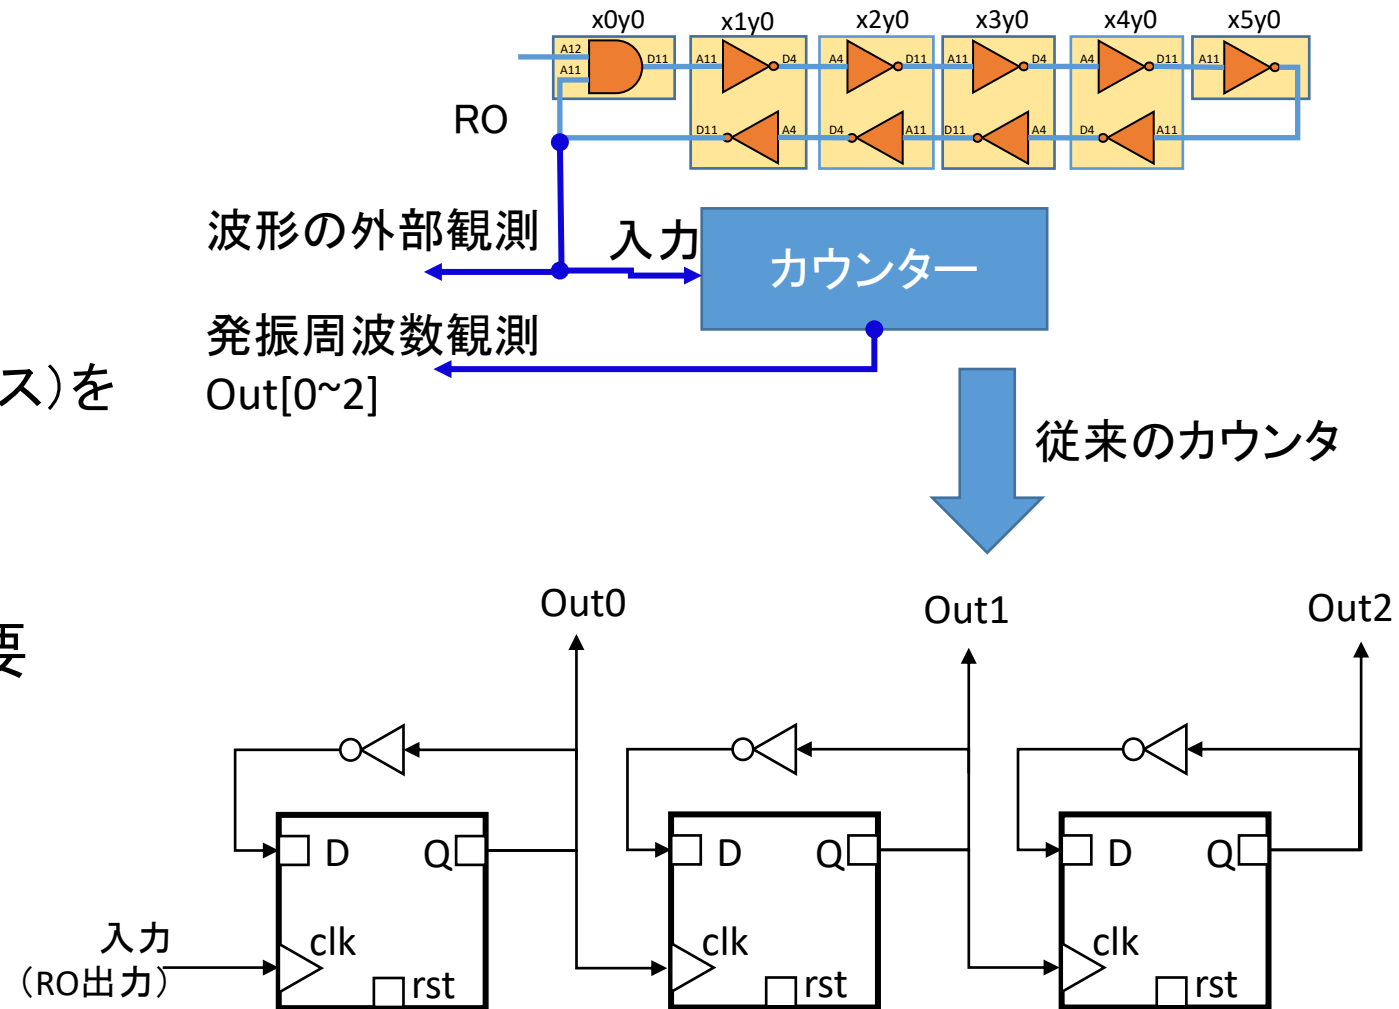 x0y0 x1y0 x2y0 x3y0 x4y0 x5y0
A12
A11 D11 A11 D4 A4 D11 A11 D4 A4 D11 A11
RO
D11 A4 D4 A11 D11 A4 D4 A11
波形の外部観測
入力
カウンター
発振周波数観測
Out[0~2]
ス)を
従来のカウンタ
要
Out0 Out1 Out2
D Q D Q D Q
入力
(RO出力)
clk clk clk
rst rst rst